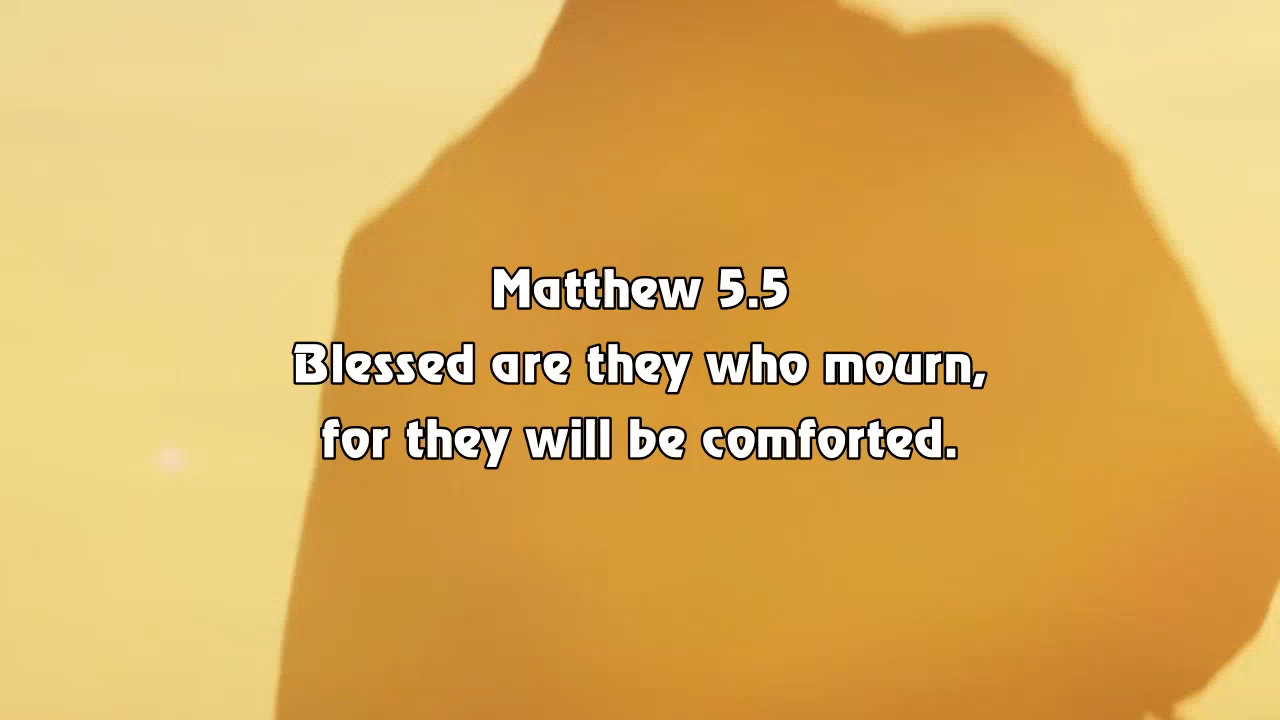 Matthew 5.5
Blessed are they who mourn,
for they will be comforted.